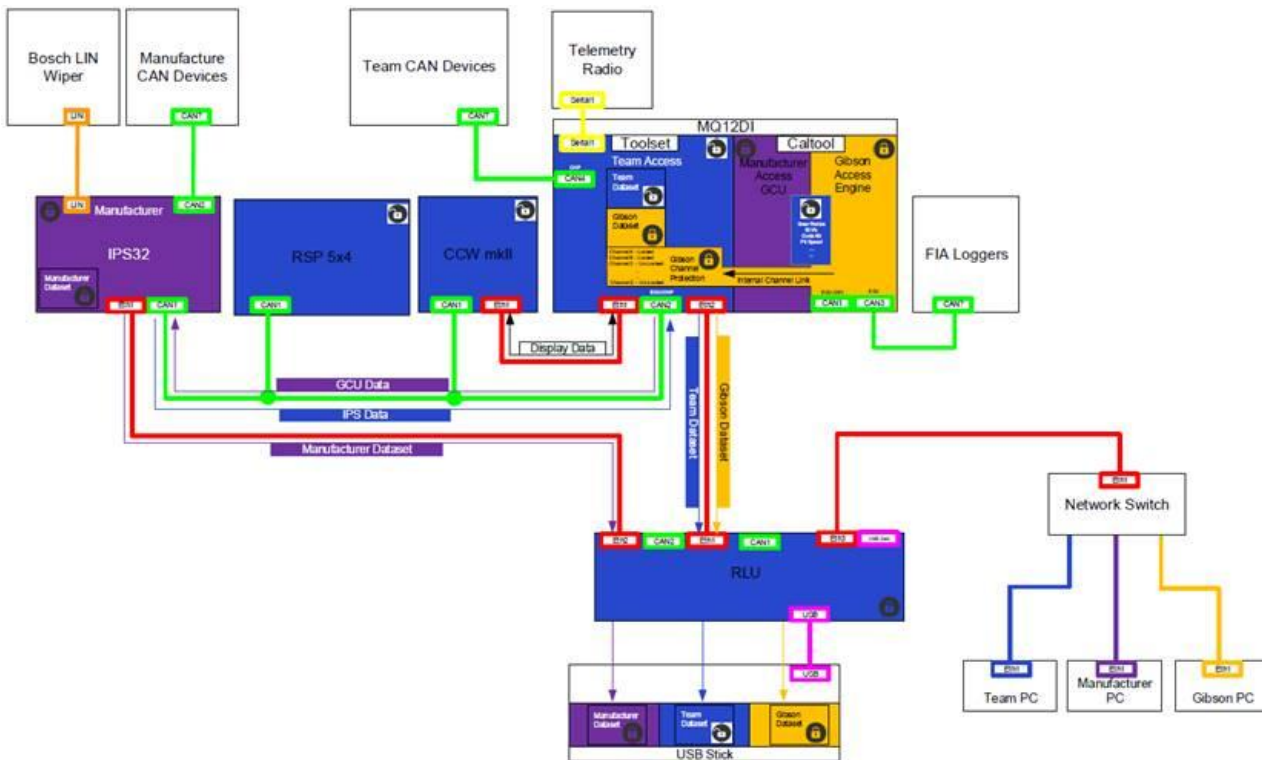 Bosch LIN
Wiper
Manufacture
CAN Devices
Team CAN Devices
Telemetry
Radio
LIN
CAN1
CAN1
Serial1
MQ12DI
Serial1
Toolset
Team Access
Caltool
Manufacturer
Access
GCU
Gibson
Access
Engine
CAN4
Team
Dataset
Gibson
Dataset
Gibson
Channel
Protection
Internal Channel Link
LIN
Manufacturer
CAN2
IPS32
Manufacturer
Dataset
RSP 5x4
CCW mkII
FIA Loggers
Eth1
CAN1
CAN1
CAN1
Eth1
Eth1
CAN2
Eth2
CAN1
CAN3
CAN1
Display Data
GCU Data
IPS Data
Manufacturer Dataset
Team Dataset
Gibson Dataset
Eth1
Network Switch
Eth2
CAN2
Eth1
CAN1
Eth3
RLU
USB
USB
Eth1
Team PC
Eth1
Manufacturer
PC
Eth1
Gibson PC
Manufacturer
Dataset
Team
Dataset
Gibson
Dataset
USB Stick